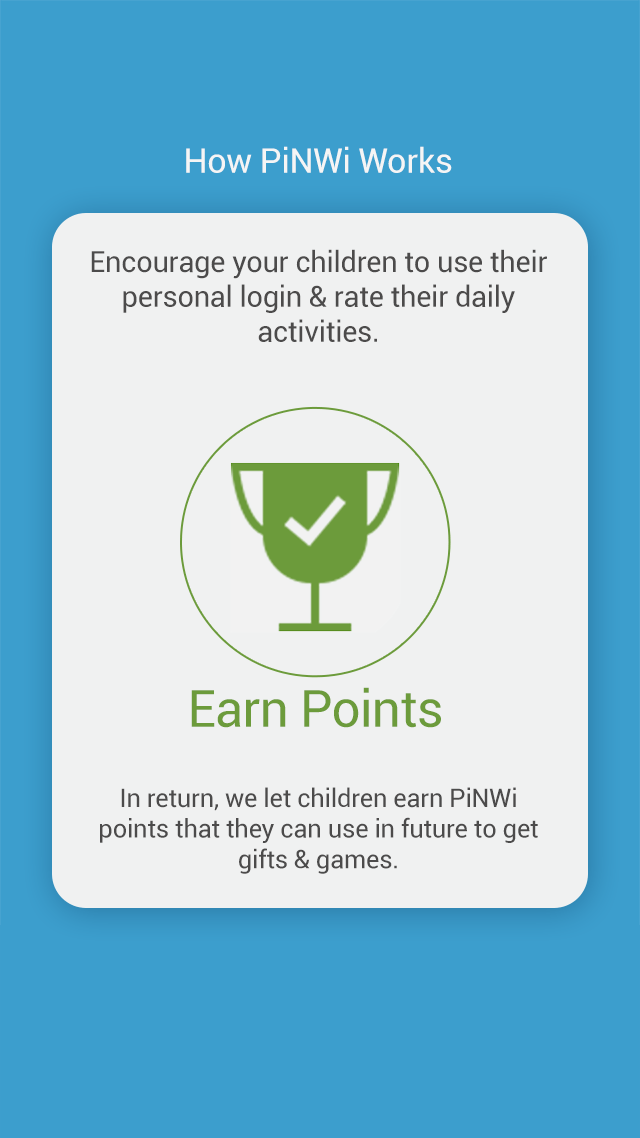 How PiNWi Works
Encourage your children to use their
personal login & rate their daily
activities.
Earn Points
In return, we let children earn PiNWi
points that they can use in future to get
gifts & games.